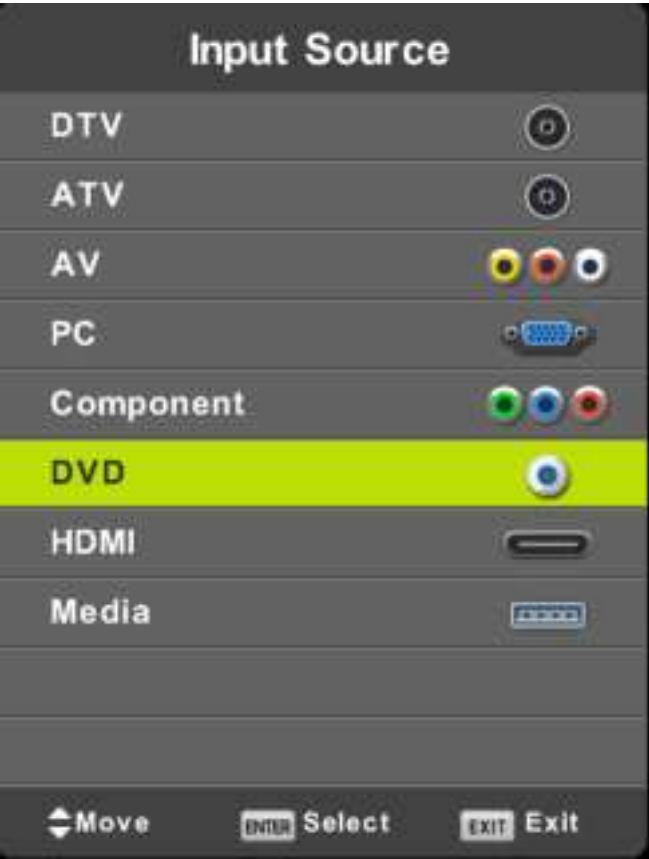 Input Source
DTV
ATV
AV
PC
Component
DVD
HDMI
Media
Move ENTER Select EXIT Exit